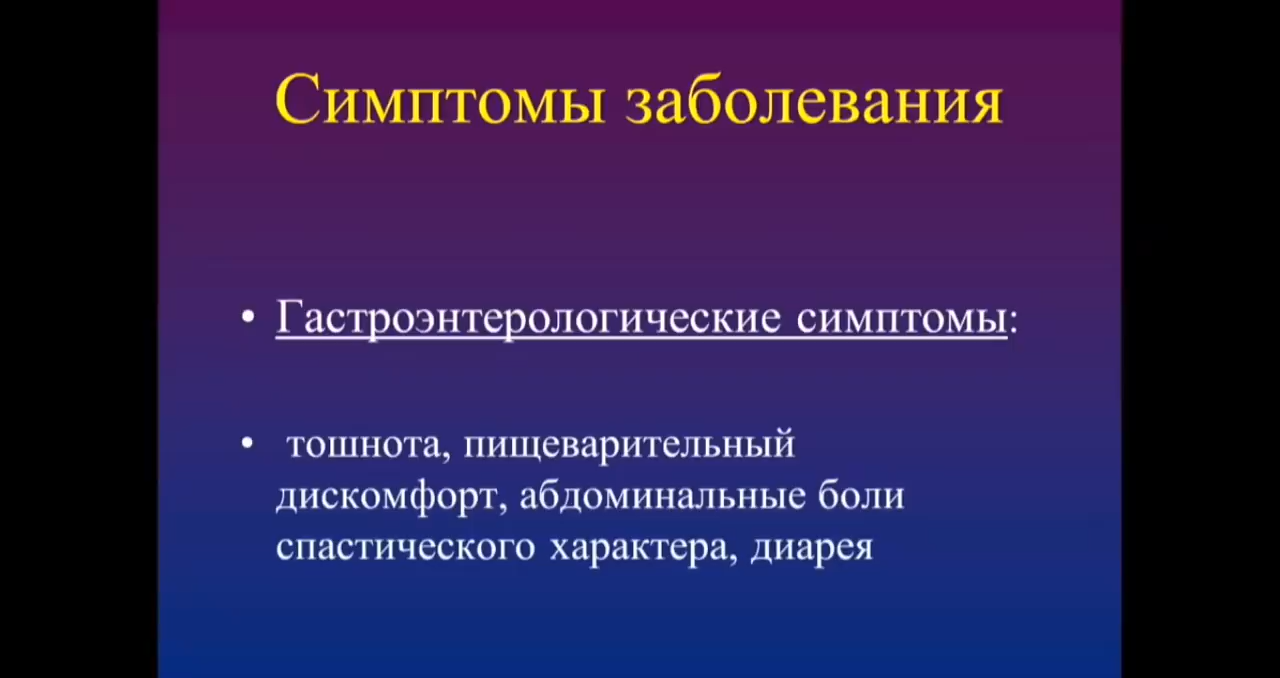 Симптомы заболевания
• Гастроэнтерологические симптомы:
• тошнота, пищеварительный
дискомфорт, абдоминальные боли
спастического характера, диарея